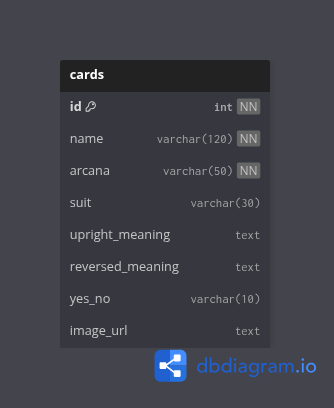 cards
id int NN
name varchar(120) NN
arcana varchar(50) NN
suit varchar(30)
upright_meaning text
reversed_meaning text
yes_no varchar(10)
image_url text
dbdiagram.io